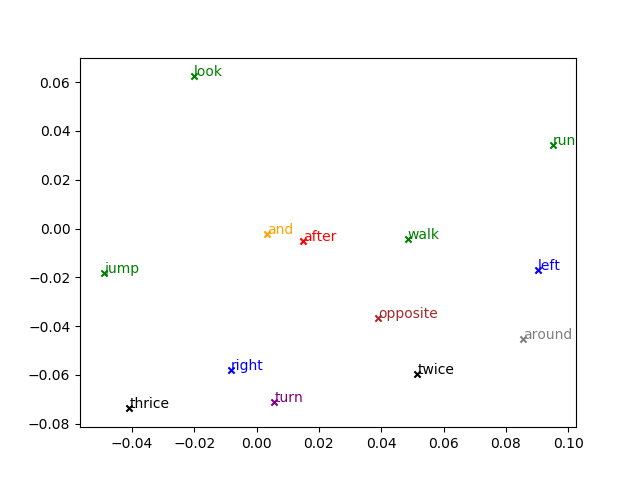 look
0.06
0.04
run
0.02
and
0.00
after
walk
left
jump
−0.02
opposite
−0.04
around
right
twice
−0.06
turn
thrice
−0.08
−0.04
−0.02
0.00
0.02
0.04
0.06
0.08
0.10